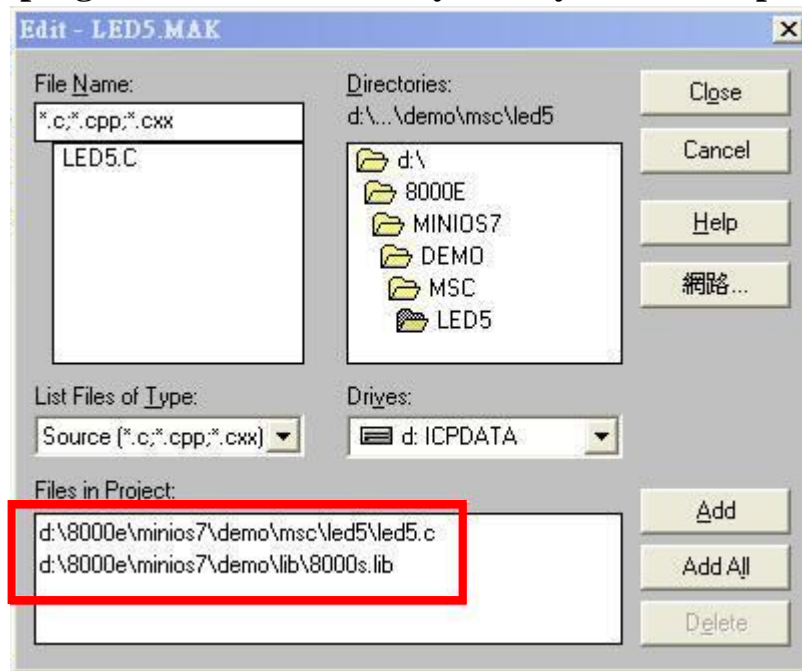 Edit - LED5.MAK
File Name:
*.c;*.cpp;*.cxx
LED5.C
Directories:
d:\...\demo\msc\led5
d:\
8000E
MINIOS7
DEMO
MSC
LED5
Close
Cancel
Help
網路...
List Files of Type:
Source (*.c;*.cpp;*.cxx)
Drives:
d: ICPDATA
Files in Project:
d:\8000e\minios7\demo\msc\led5\led5.c
d:\8000e\minios7\demo\lib\8000s.lib
Add
Add All
Delete